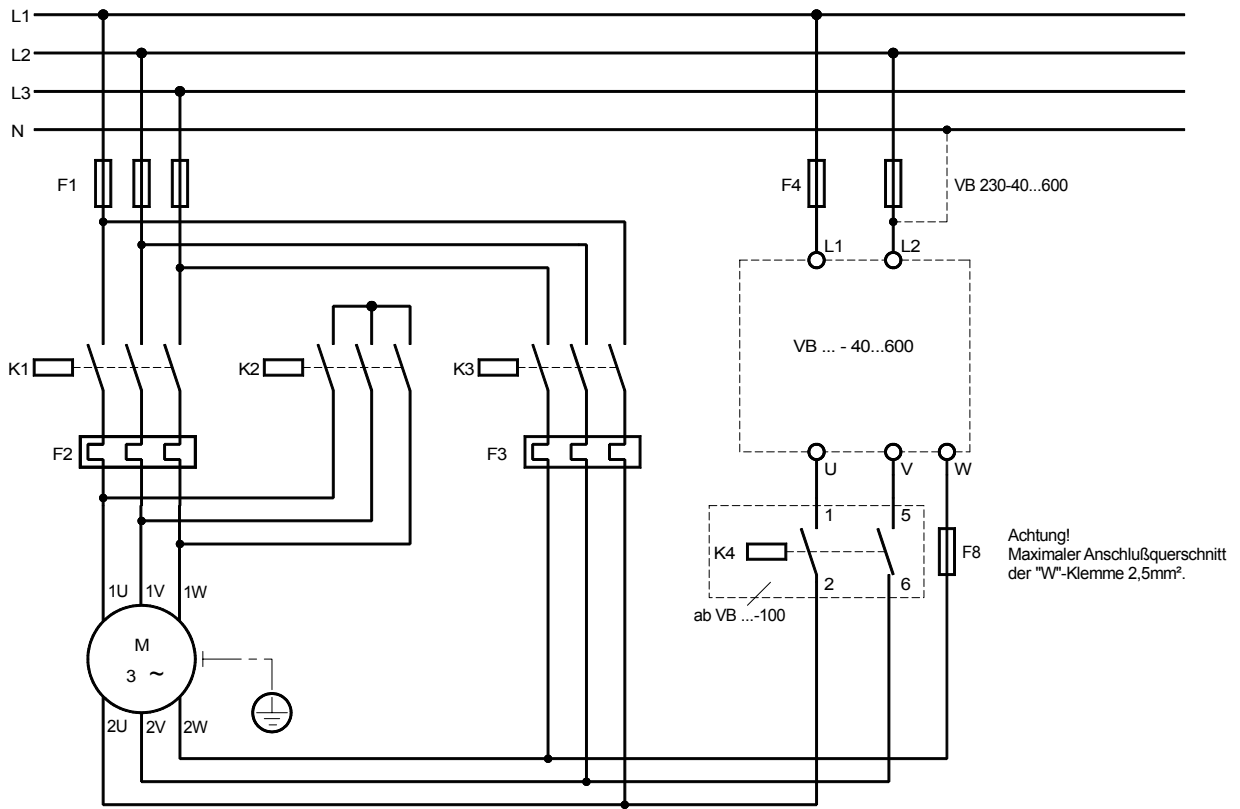 L1
L2
L3
N
F1
F4
VB 230-40...600
L1
L2
K1
K2
K3
VB ... - 40...600
F2
F3
U
V
W
1
5
K4
F8
Achtung!
Maximaler Anschlußquerschnitt
der "W"-Klemme 2,5mm².
2
6
ab VB ...-100
1U
1V
1W
M
3 ~
2U
2V
2W